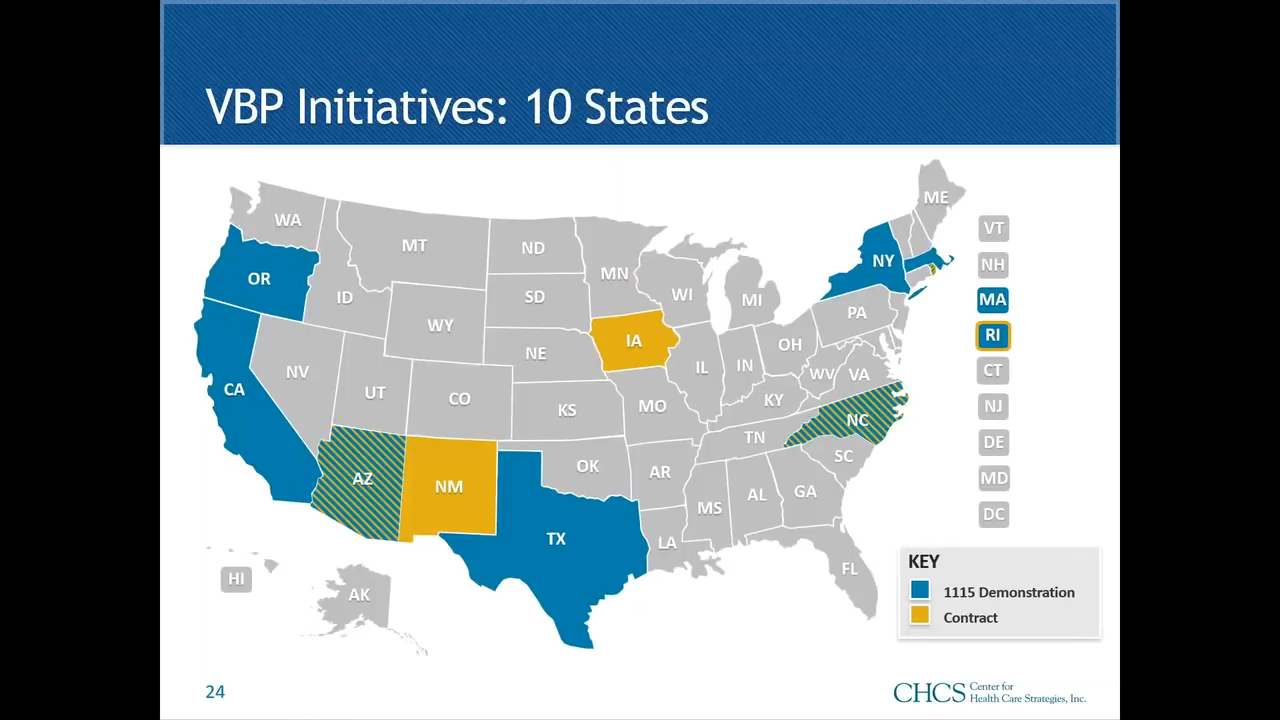 VBP Initiatives: 10 States
WA
OR
CA
NV
ID
MT
WY
UT
AZ
CO
NM
ND
SD
NE
KS
OK
TX
MN
IA
MO
AR
LA
WI
IL
MI
IN
OH
KY
TN
MS
AL
GA
FL
SC
NC
VA
WV
PA
NY
ME
HI
AK
VT
NH
MA
RI
CT
NJ
DE
MD
DC
KEY
1115 Demonstration
Contract
24
CHCS Center for
Health Care Strategies, Inc.